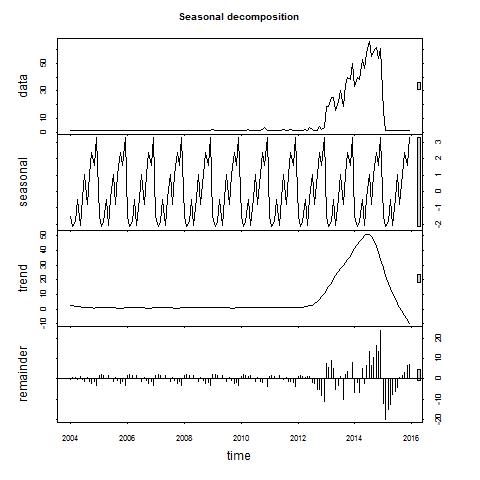 Seasonal decomposition
data
0 10 30 50
seasonal
-2 -1 0 1 2 3
trend
-10 0 10 20 30 40 50
remainder
-20 -10 0 10 20
2004 2006 2008 2010 2012 2014 2016
time